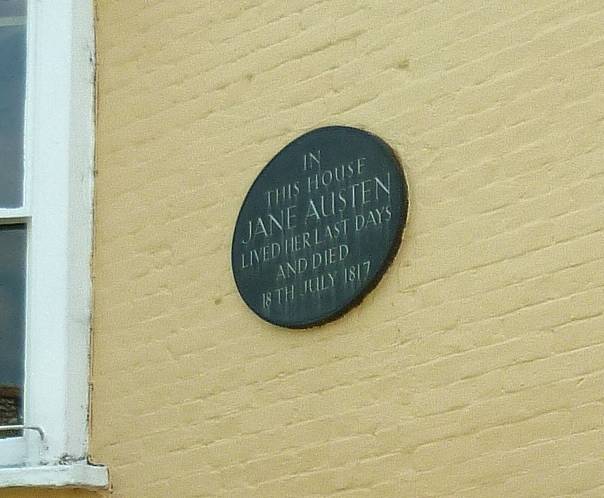 IN
THIS HOUSE
JANE AUSTEN
LIVED HER LAST DAYS
AND DIED
18TH JULY 1817